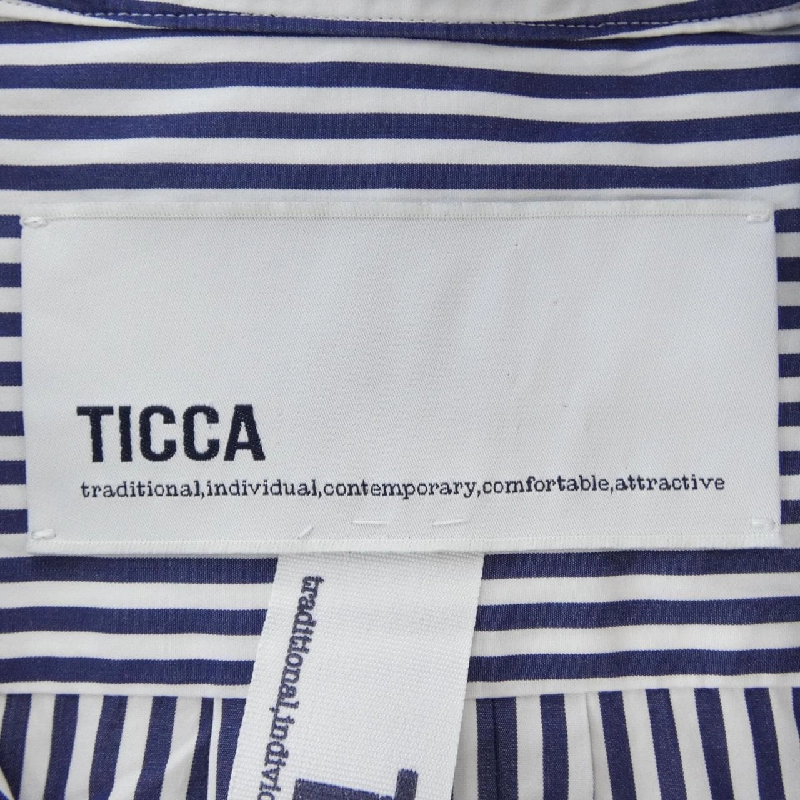 TICCA
traditional,individual,contemporary,comfortable,attractive
traditional,indivi
T